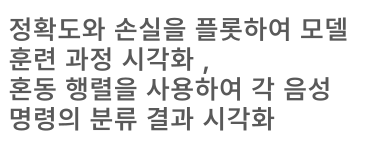 정확도와 손실을 플롯하여 모델
훈련 과정 시각화 ,
혼동 행렬을 사용하여 각 음성
명령의 분류 결과 시각화